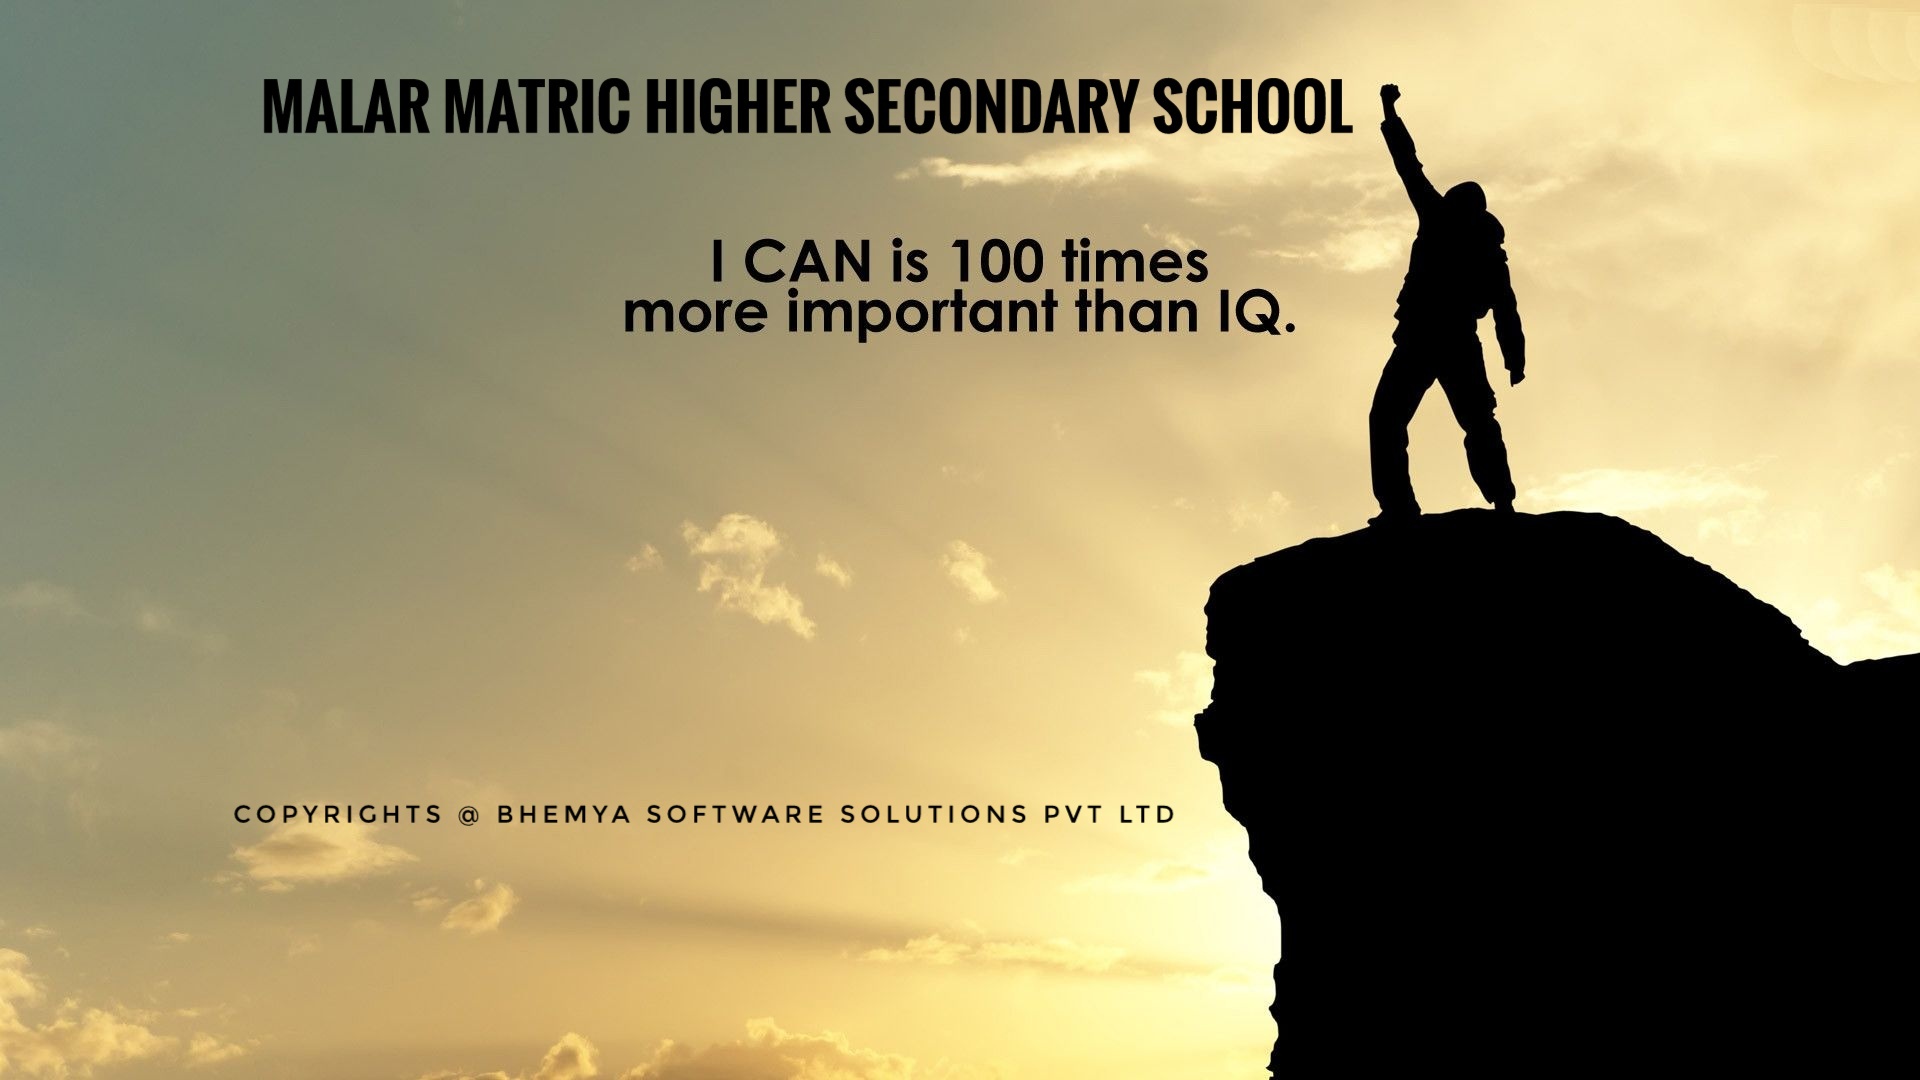 MALAR MATRIC HIGHER SECONDARY SCHOOL
I CAN is 100 times
more important than IQ.
COPYRIGHTS @ BHEMYA SOFTWARE SOLUTIONS PVT LTD